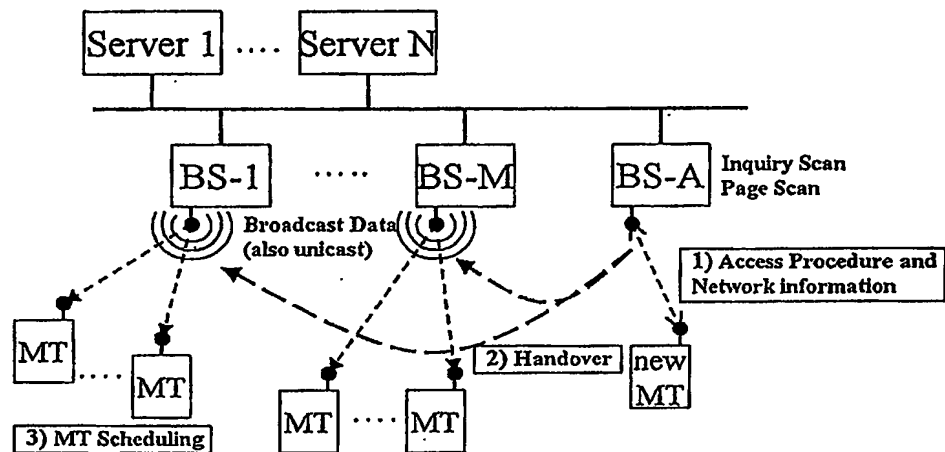 Server 1 ..... Server N
BS-1 ..... BS-M BS-A
Inquiry Scan
Page Scan
Broadcast Data
(also unicast)
1) Access Procedure and
Network information
2) Handover
MT ..... MT
MT ..... MT
new
MT
3) MT Scheduling